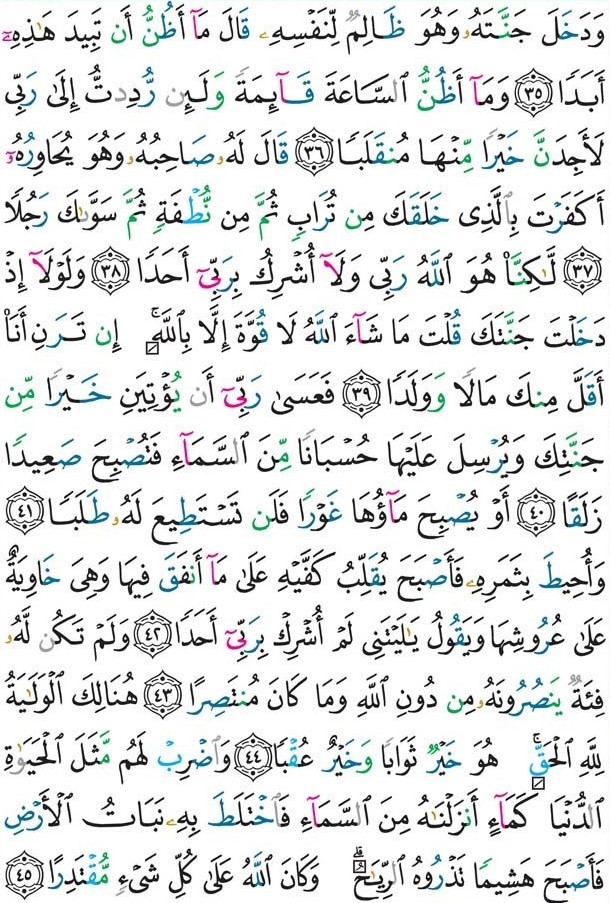 وَدَخَلَ جَنَّتَهُۥ وَهُوَ ظَالِمٌ لِّنَفْسِهِۦ قَالَ مَآ أَظُنُّ أَن تَبِيدَ هَٰذِهِۦٓ
أَبَدًا ٣٥ وَمَآ أَظُنُّ ٱلسَّاعَةَ قَآئِمَةً وَلَئِن رُّدِدتُّ إِلَىٰ رَبِّى
لَأَجِدَنَّ خَيْرًا مِّنْهَا مُنقَلَبًا ٣٦ قَالَ لَهُۥ صَاحِبُهُۥ وَهُوَ يُحَاوِرُهُۥٓ
أَكَفَرْتَ بِٱلَّذِى خَلَقَكَ مِن تُرَابٍ ثُمَّ مِن نُّطْفَةٍ ثُمَّ سَوَّىٰكَ رَجُلًا
٣٧ لَّٰكِنَّا۠ هُوَ ٱللَّهُ رَبِّى وَلَآ أُشْرِكُ بِرَبِّىٓ أَحَدًا ٣٨ وَلَوْلَآ إِذْ
دَخَلْتَ جَنَّتَكَ قُلْتَ مَا شَآءَ ٱللَّهُ لَا قُوَّةَ إِلَّا بِٱللَّهِ ۚ إِن تَرَنِ أَنَا۠
أَقَلَّ مِنكَ مَالًا وَوَلَدًا ٣٩ فَعَسَىٰ رَبِّىٓ أَن يُؤْتِيَنِ خَيْرًا مِّن
جَنَّتِكَ وَيُرْسِلَ عَلَيْهَا حُسْبَانًا مِّنَ ٱلسَّمَآءِ فَتُصْبِحَ صَعِيدًا
زَلَقًا ٤٠ أَوْ يُصْبِحَ مَآؤُهَا غَوْرًا فَلَن تَسْتَطِيعَ لَهُۥ طَلَبًا ٤١
وَأُحِيطَ بِثَمَرِهِۦ فَأَصْبَحَ يُقَلِّبُ كَفَّيْهِ عَلَىٰ مَآ أَنفَقَ فِيهَا وَهِىَ خَاوِيَةٌ
عَلَىٰ عُرُوشِهَا وَيَقُولُ يَٰلَيْتَنِى لَمْ أُشْرِكْ بِرَبِّىٓ أَحَدًا ٤٢ وَلَمْ تَكُن لَّهُۥ
فِئَةٌ يَنصُرُونَهُۥ مِن دُونِ ٱللَّهِ وَمَا كَانَ مُنتَصِرًا ٤٣ هُنَالِكَ ٱلْوَلَٰيَةُ
لِلَّهِ ٱلْحَقِّ ۚ هُوَ خَيْرٌ ثَوَابًا وَخَيْرٌ عُقْبًا ٤٤ وَٱضْرِبْ لَهُم مَّثَلَ ٱلْحَيَوٰةِ
ٱلدُّنْيَا كَمَآءٍ أَنزَلْنَٰهُ مِنَ ٱلسَّمَآءِ فَٱخْتَلَطَ بِهِۦ نَبَاتُ ٱلْأَرْضِ
فَأَصْبَحَ هَشِيمًا تَذْرُوهُ ٱلرِّيَٰحُ ۗ وَكَانَ ٱللَّهُ عَلَىٰ كُلِّ شَىْءٍ مُّقْتَدِرًا ٤٥